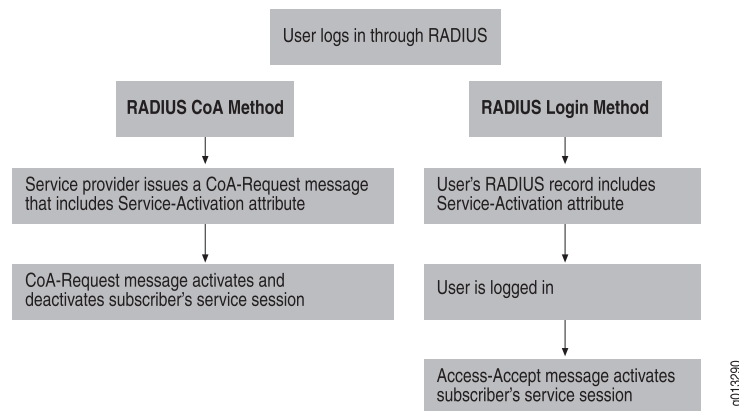 User logs in through RADIUS
RADIUS CoA Method
Service provider issues a CoA-Request message
that includes Service-Activation attribute
CoA-Request message activates and
deactivates subscriber's service session
RADIUS Login Method
User's RADIUS record includes
Service-Activation attribute
User is logged in
Access-Accept message activates
subscriber's service session
g013290